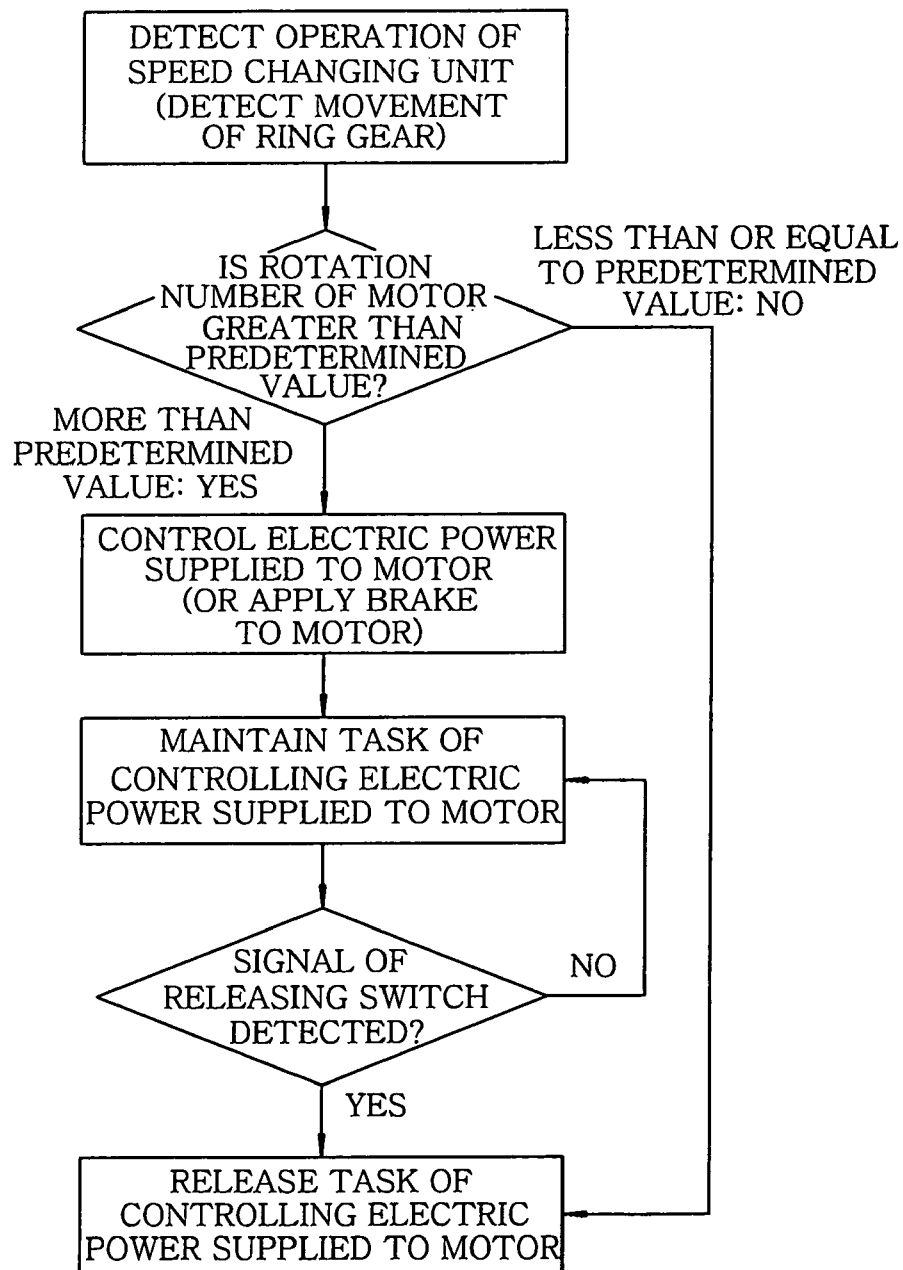 DETECT OPERATION OF
SPEED CHANGING UNIT
(DETECT MOVEMENT
OF RING GEAR)
IS ROTATION
NUMBER OF MOTOR
GREATER THAN
PREDETERMINED
VALUE?
LESS THAN OR EQUAL
TO PREDETERMINED
VALUE: NO
MORE THAN
PREDETERMINED
VALUE: YES
CONTROL ELECTRIC POWER
SUPPLIED TO MOTOR
(OR APPLY BRAKE
TO MOTOR)
MAINTAIN TASK OF
CONTROLLING ELECTRIC
POWER SUPPLIED TO MOTOR
SIGNAL OF
RELEASING SWITCH
DETECTED?
NO
YES
RELEASE TASK OF
CONTROLLING ELECTRIC
POWER SUPPLIED TO MOTOR